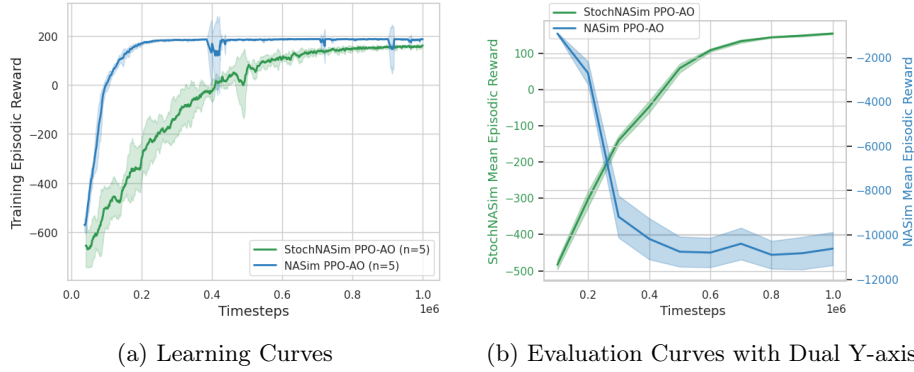 200
0
−200
−400
−600
Training Episodic Reward
StochNASim PPO-AO (n=5)
NASim PPO-AO (n=5)
0.0 0.2 0.4 0.6 0.8 1.0
Timesteps
1e6
(a) Learning Curves
StochNASim PPO-AO
NASim PPO-AO
100
0
−100
−200
−300
−400
−500
StochNASim Mean Episodic Reward
−2000
−4000
−6000
−8000
−10000
−12000
NASim Mean Episodic Reward
0.2 0.4 0.6 0.8 1.0
Timesteps
1e6
(b) Evaluation Curves with Dual Y-axis